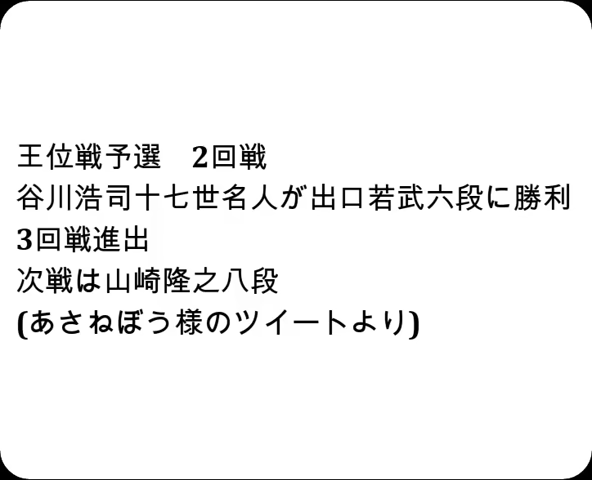 王位戦予選　2回戦
谷川浩司十七世名人が出口若武六段に勝利
3回戦進出
次戦は山崎隆之八段
(あさねぼう様のツイートより)